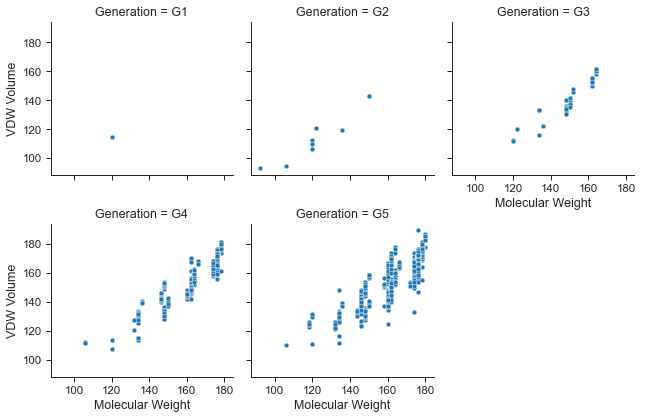 Generation = G1
Generation = G2
Generation = G3
VDW Volume
180
160
140
120
100
100 120 140 160 180
Molecular Weight
Generation = G4
Generation = G5
VDW Volume
180
160
140
120
100
100 120 140 160 180
100 120 140 160 180
Molecular Weight
Molecular Weight